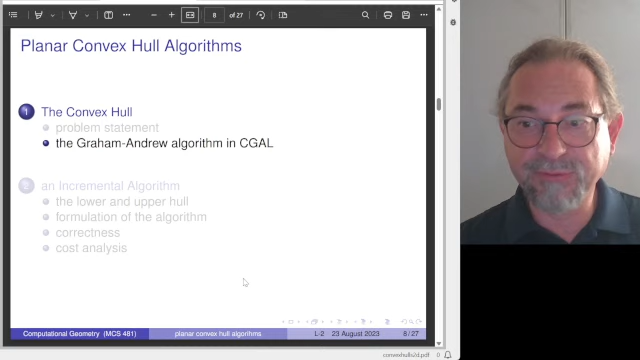 8 of 27
Planar Convex Hull Algorithms
1 The Convex Hull
problem statement
the Graham-Andrew algorithm in CGAL
2 an Incremental Algorithm
the lower and upper hull
formulation of the algorithm
correctness
cost analysis
Computational Geometry (MCS 481) planar convex hull algorithms L-2 23 August 2023 8 / 27
convexhulls2d.pdf 0